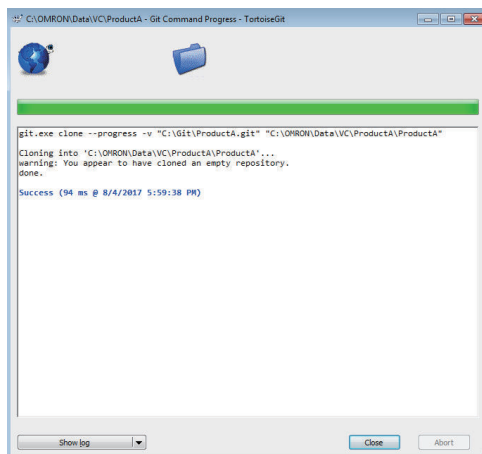 C:\OMRON\Data\VC\ProductA - Git Command Progress - TortoiseGit
git.exe clone --progress -v "C:\Git\ProductA.git" "C:\OMRON\Data\VC\ProductA\ProductA"
Cloning into 'C:\OMRON\Data\VC\ProductA\ProductA'...
warning: You appear to have cloned an empty repository.
done.
Success (94 ms @ 8/4/2017 5:59:38 PM)
Show log
Close
Abort